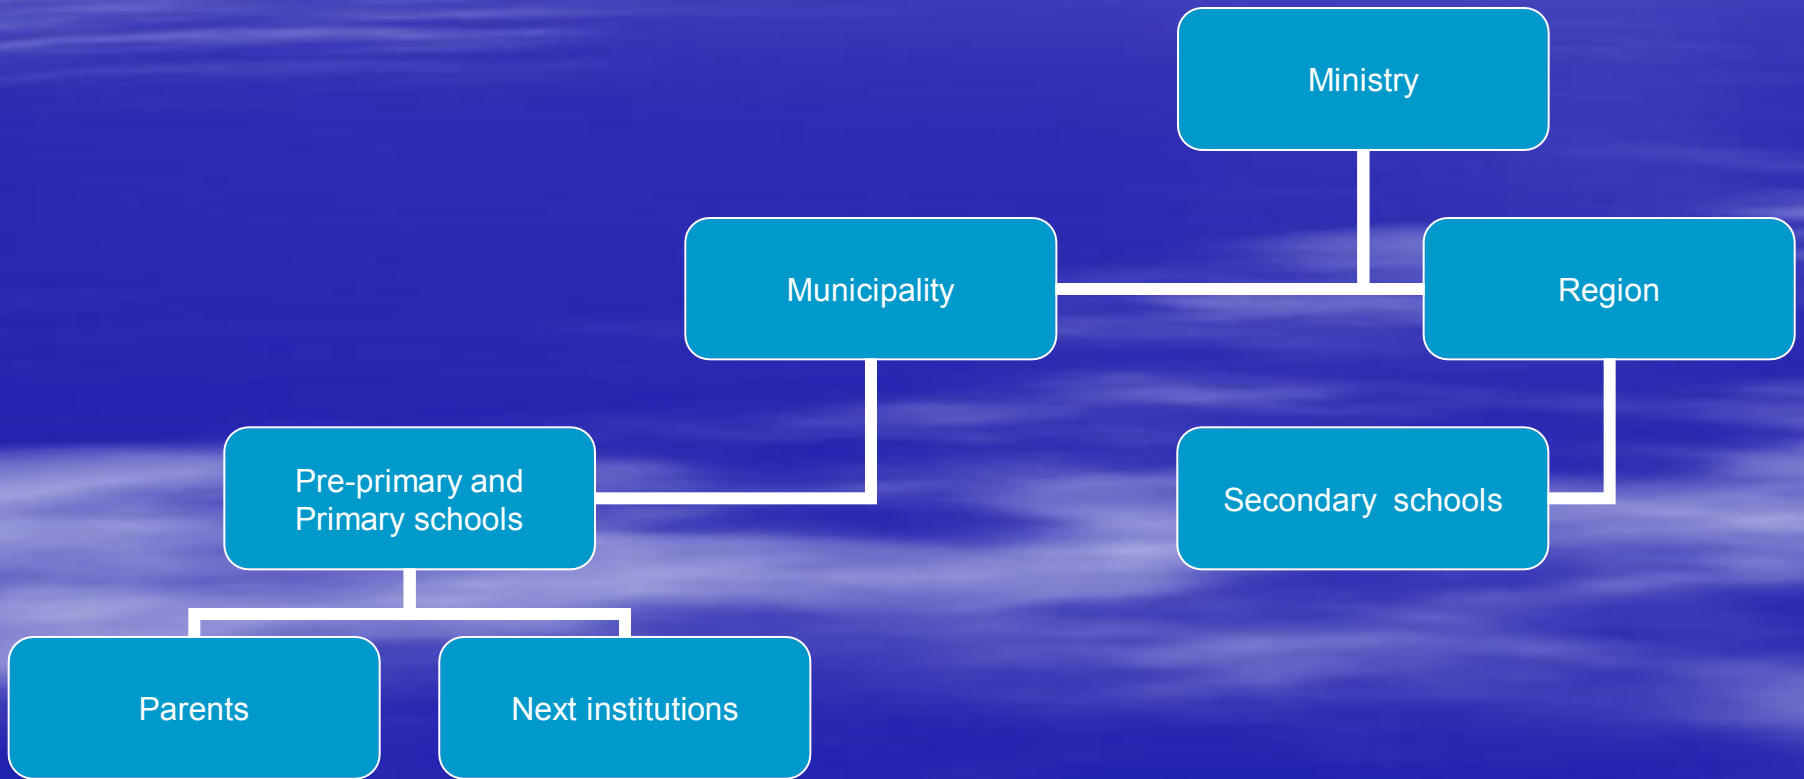 Ministry
Municipality
Region
Pre-primary and
Primary schools
Secondary  schools
Parents
Next institutions